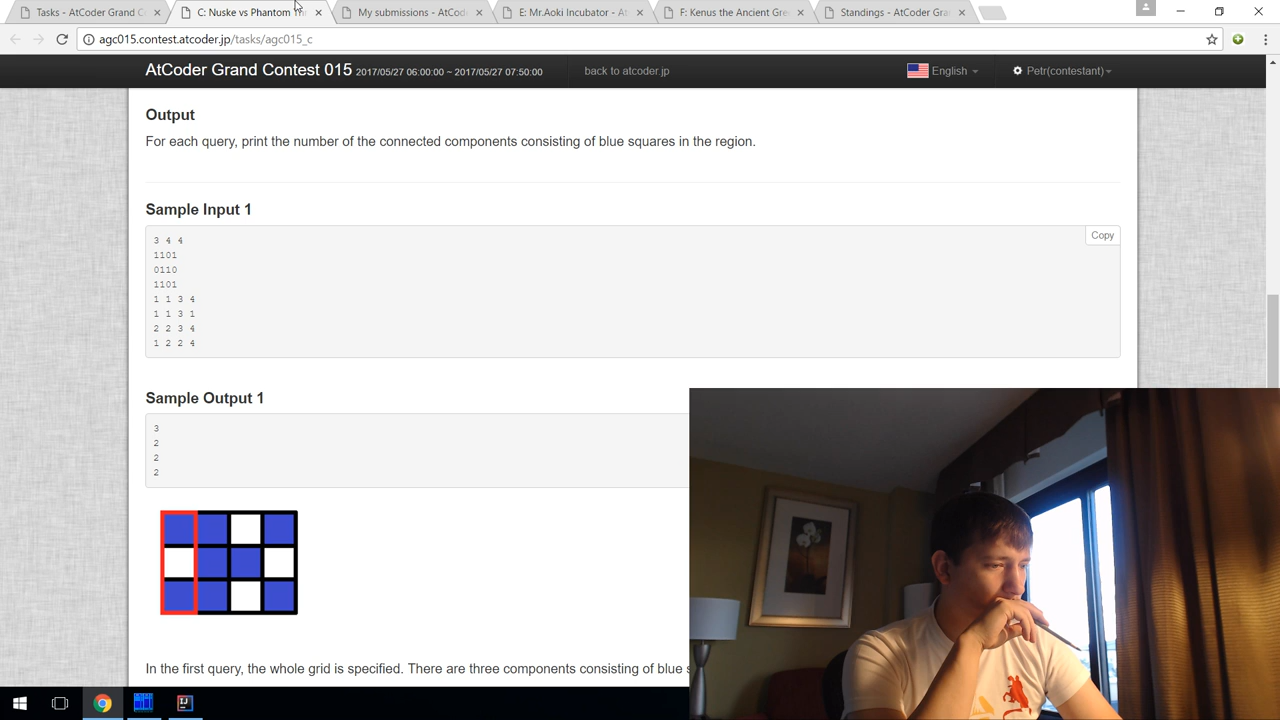 Tasks - AtCoder Grand C
C: Nuske vs Phantom Th
My submissions - AtCod
E: Mr.Aoki Incubator - At
F: Kenus the Ancient Gre
Standings - AtCoder Gra
agc015.contest.atcoder.jp/tasks/agc015_c
AtCoder Grand Contest 015 2017/05/27 06:00:00 ~ 2017/05/27 07:50:00
back to atcoder.jp
English
Petr(contestant)
Output
For each query, print the number of the connected components consisting of blue squares in the region.
Sample Input 1
Copy
3 4 4
1101
0110
1101
1 1 3 4
1 1 3 1
2 2 3 4
1 2 2 4
Sample Output 1
3
2
2
2
In the first query, the whole grid is specified. There are three components consisting of blue